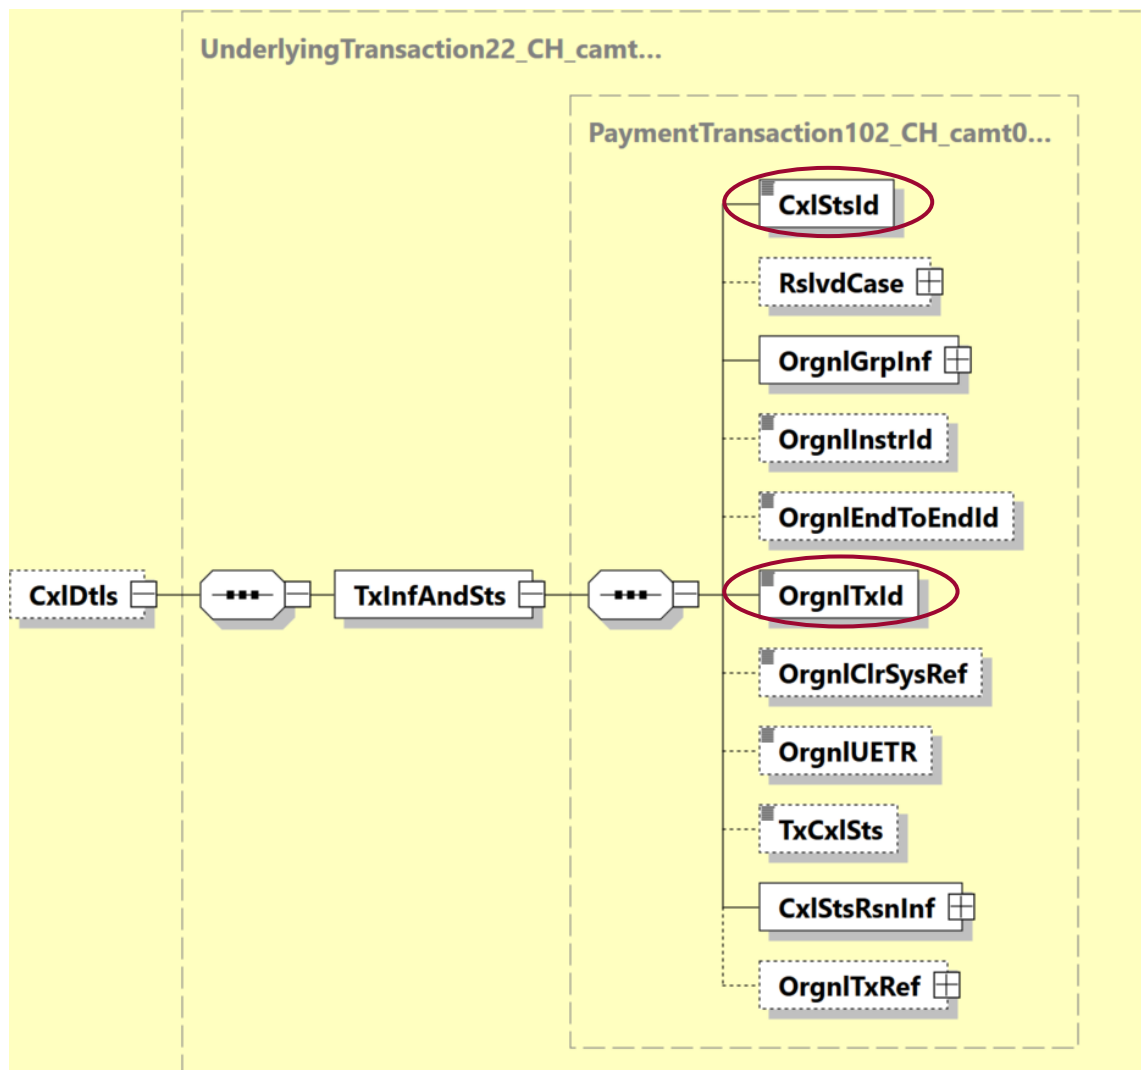 UnderlyingTransaction22_CH_camt...
PaymentTransaction102_CH_camt0...
CxlStsId
RslvdCase
OrgnlGrpInf
OrgnlInstrId
OrgnlEndToEndId
CxlDtls
TxInfAndSts
OrgnlTxId
OrgnlClrSysRef
OrgnlUETR
TxCxlSts
CxlStsRsnInf
OrgnlTxRef